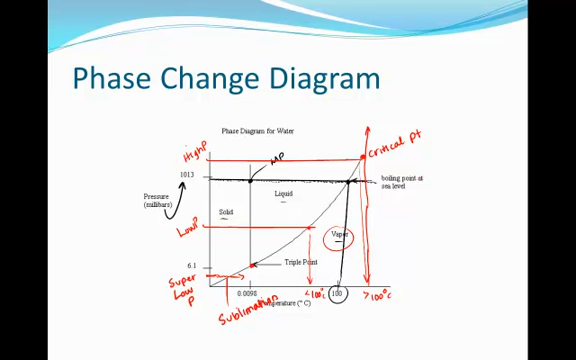 Phase Change Diagram
Phase Diagram for Water
High P
MP
Critical pt
1013
boiling point at
sea level
Pressure
(millibars)
Liquid
Solid
Low P
Vapor
6.1
Triple Point
Super
Low
P
0.0098
<100°C
100
>100°C
Temperature (° C)
Sublimation